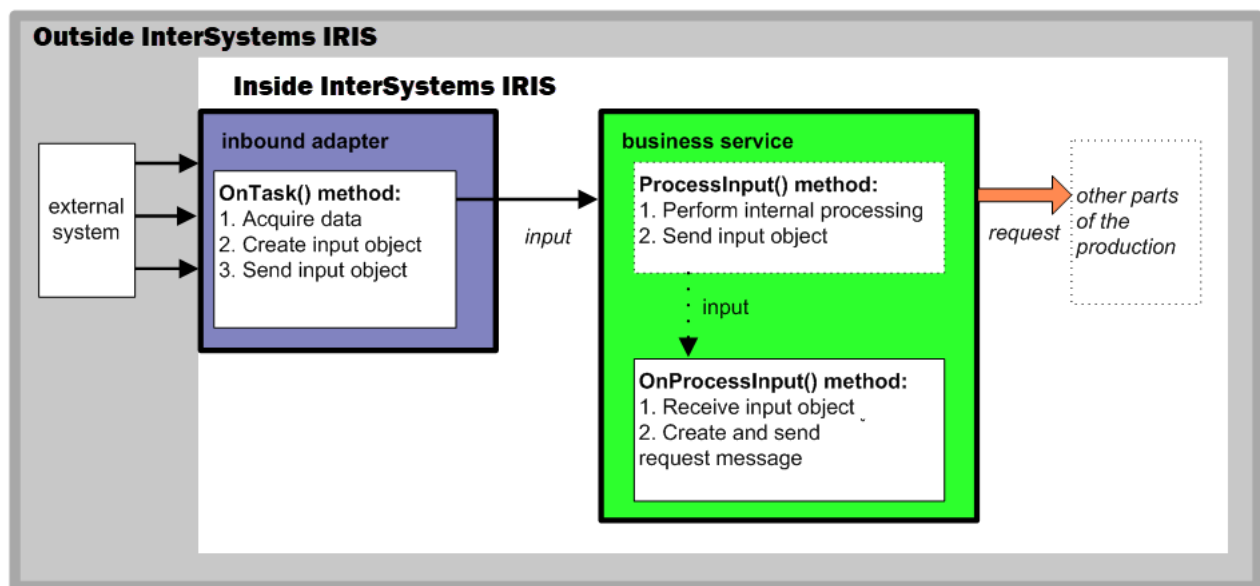 Outside InterSystems IRIS
Inside InterSystems IRIS
external
system
inbound adapter
OnTask() method:
1. Acquire data
2. Create input object
3. Send input object
input
business service
ProcessInput() method:
1. Perform internal processing
2. Send input object
input
OnProcessInput() method:
1. Receive input object
2. Create and send
request message
request
other parts
of the
production